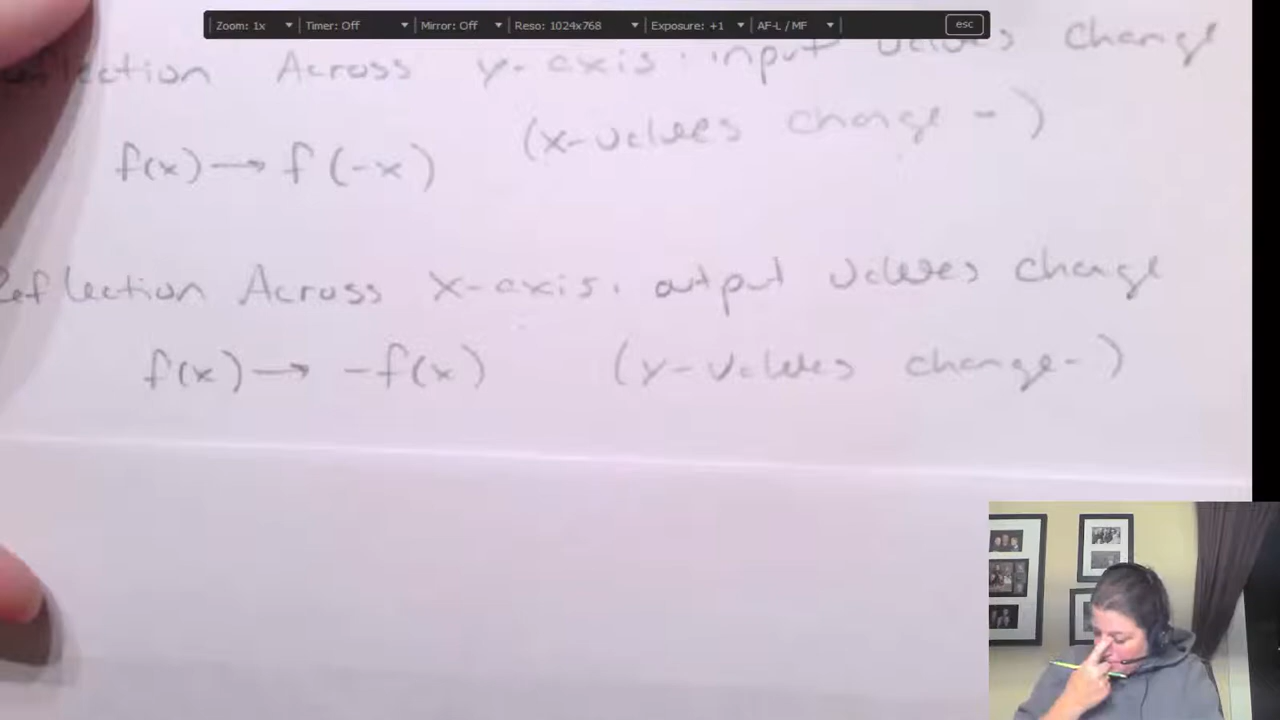 Zoom: 1x Timer: Off Mirror: Off Reso: 1024x768 Exposure: +1 AF-L / MF esc
Reflection Across y-axis. input values change
(x-values change - )
f(x) → f(-x)
Reflection Across x-axis. output values change
f(x) → -f(x) (y-values change - )